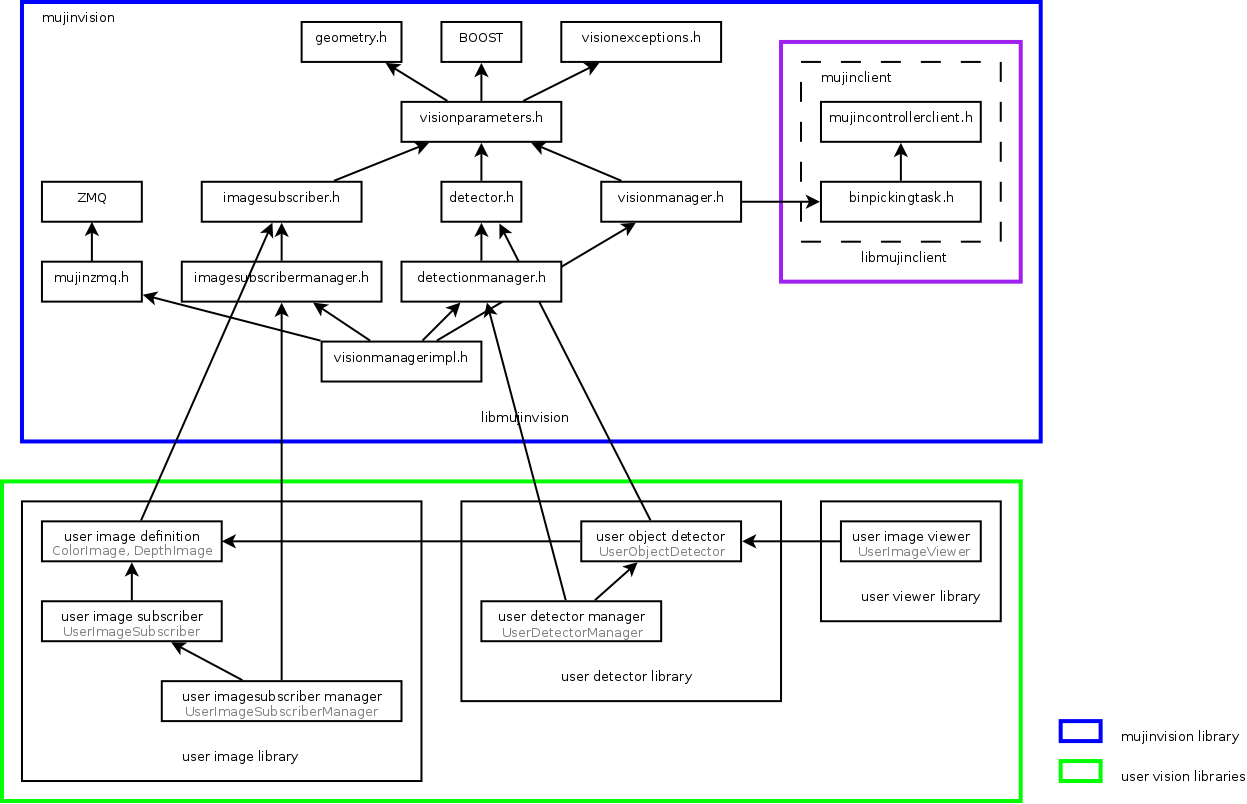 mujinvision
geometry.h
BOOST
visionexceptions.h
mujinclient
visionparameters.h
mujincontrollerclient.h
ZMQ
imagesubscriber.h
detector.h
visionmanager.h
binpickingtask.h
libmujinclient
mujinzmq.h
imagesubscribermanager.h
detectionmanager.h
visionmanagerimpl.h
libmujinvision
user image definition
ColorImage, DepthImage
user object detector
UserObjectDetector
user image viewer
UserImageViewer
user viewer library
user image subscriber
UserImageSubscriber
user detector manager
UserDetectorManager
user detector library
user imagesubscriber manager
UserImageSubscriberManager
user image library
mujinvision library
user vision libraries